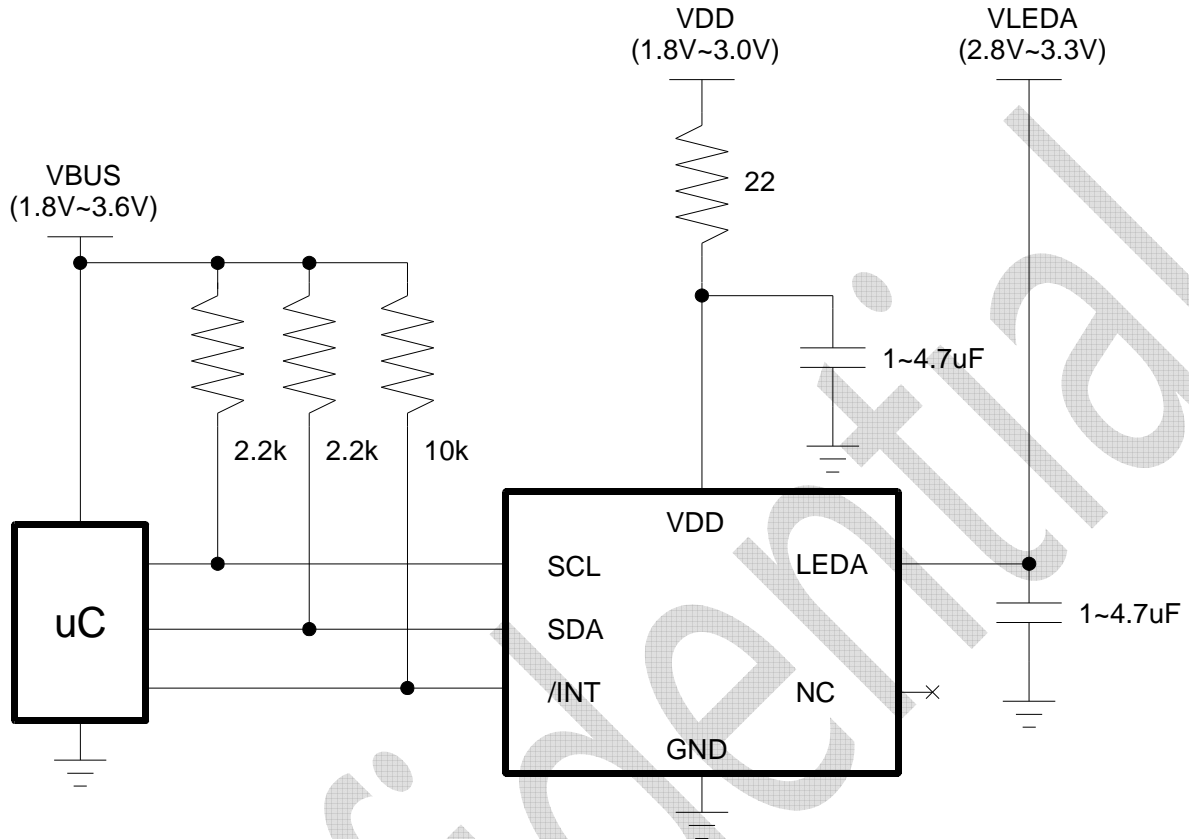 VDD
(1.8V~3.0V)
VLEDA
(2.8V~3.3V)
VBUS
(1.8V~3.6V)
22
1~4.7uF
2.2k
2.2k
10k
uC
VDD
SCL
LEDA
1~4.7uF
SDA
/INT
NC
GND